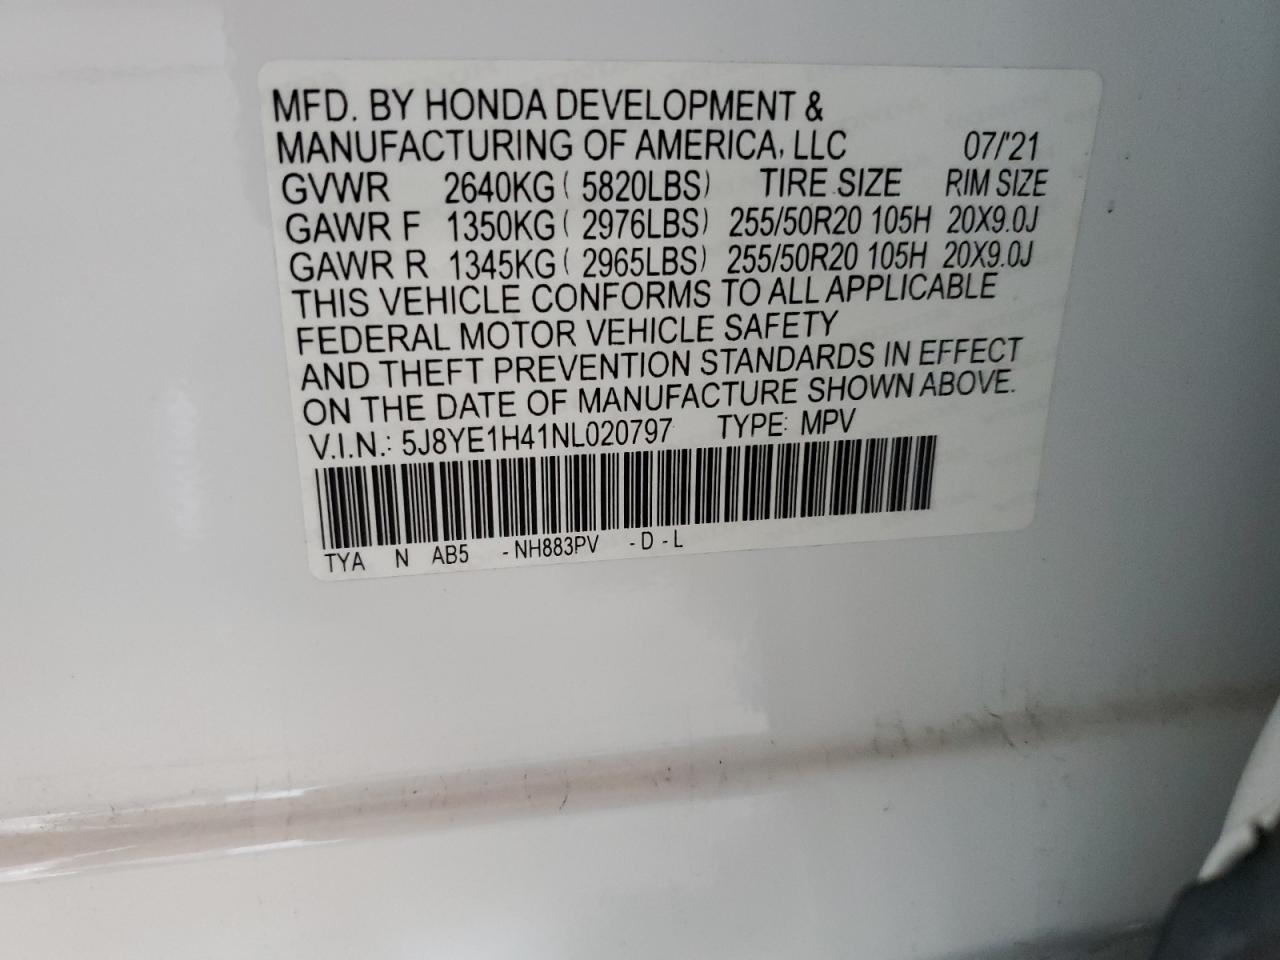 MFD. BY HONDA DEVELOPMENT &
MANUFACTURING OF AMERICA, LLC 07/'21
GVWR 2640KG ( 5820LBS) TIRE SIZE RIM SIZE
GAWR F 1350KG ( 2976LBS) 255/50R20 105H 20X9.0J
GAWR R 1345KG ( 2965LBS) 255/50R20 105H 20X9.0J
THIS VEHICLE CONFORMS TO ALL APPLICABLE
FEDERAL MOTOR VEHICLE SAFETY
AND THEFT PREVENTION STANDARDS IN EFFECT
ON THE DATE OF MANUFACTURE SHOWN ABOVE.
V.I.N.: 5J8YE1H41NL020797 TYPE: MPV
TYA N AB5 -NH883PV -D -L